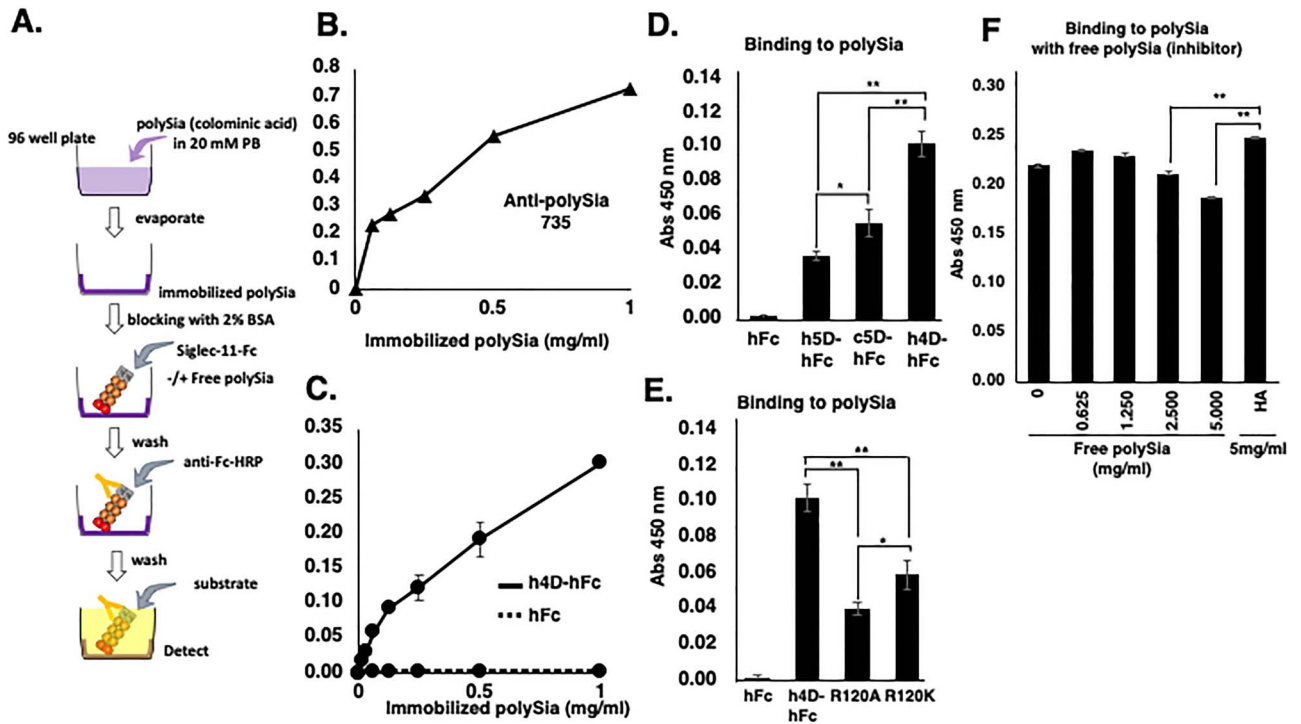 A.
96 well plate
polySia (colominic acid)
in 20 mM PB
evaporate
immobilized polySia
blocking with 2% BSA
Siglec-11-Fc
-/+ Free polySia
wash
anti-Fc-HRP
wash
substrate
Detect
B.
0.8
0.7
0.6
0.5
0.4
0.3
0.2
0.1
0
Anti-polySia
735
0
0.5
1
Immobilized polySia (mg/ml)
C.
0.35
0.30
0.25
0.20
0.15
0.10
0.05
0.00
h4D-hFc
hFc
0
0.5
1
Immobilized polySia (mg/ml)
D.
Binding to polySia
Abs 450 nm
0.14
0.12
0.10
0.08
0.06
0.04
0.02
0.00
**
**
*
hFc
h5D-
hFc
c5D-
hFc
h4D-
hFc
E.
Binding to polySia
Abs 450 nm
0.14
0.12
0.10
0.08
0.06
0.04
0.02
0.00
**
**
*
hFc
h4D-
hFc
R120A
R120K
F
Binding to polySia
with free polySia (inhibitor)
Abs 450 nm
0.30
0.25
0.20
0.15
0.10
0.05
0.00
**
**
0
0.625
1.250
2.500
5.000
HA
Free polySia
(mg/ml)
5mg/ml